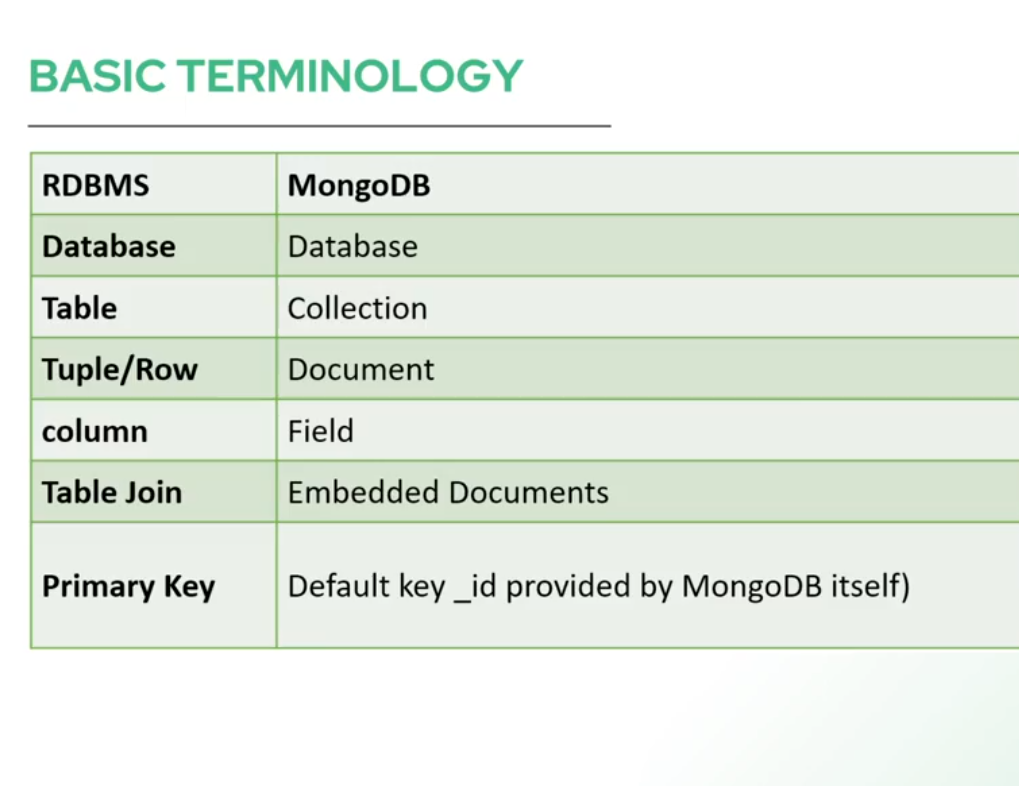 BASIC TERMINOLOGY
RDBMS MongoDB
Database Database
Table Collection
Tuple/Row Document
column Field
Table Join Embedded Documents
Primary Key Default key _id provided by MongoDB itself)